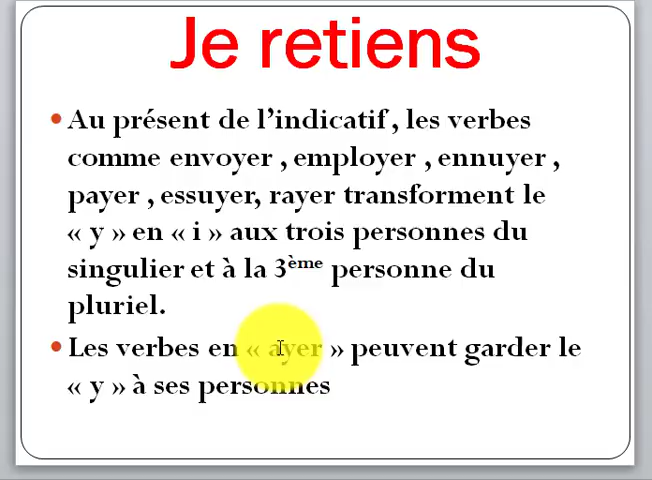 Je retiens
• Au présent de l’indicatif , les verbes
comme envoyer , employer , ennuyer ,
payer , essuyer, rayer transforment le
« y » en « i » aux trois personnes du
singulier et à la 3ème personne du
pluriel.
• Les verbes en « ayer » peuvent garder le
« y » à ses personnes